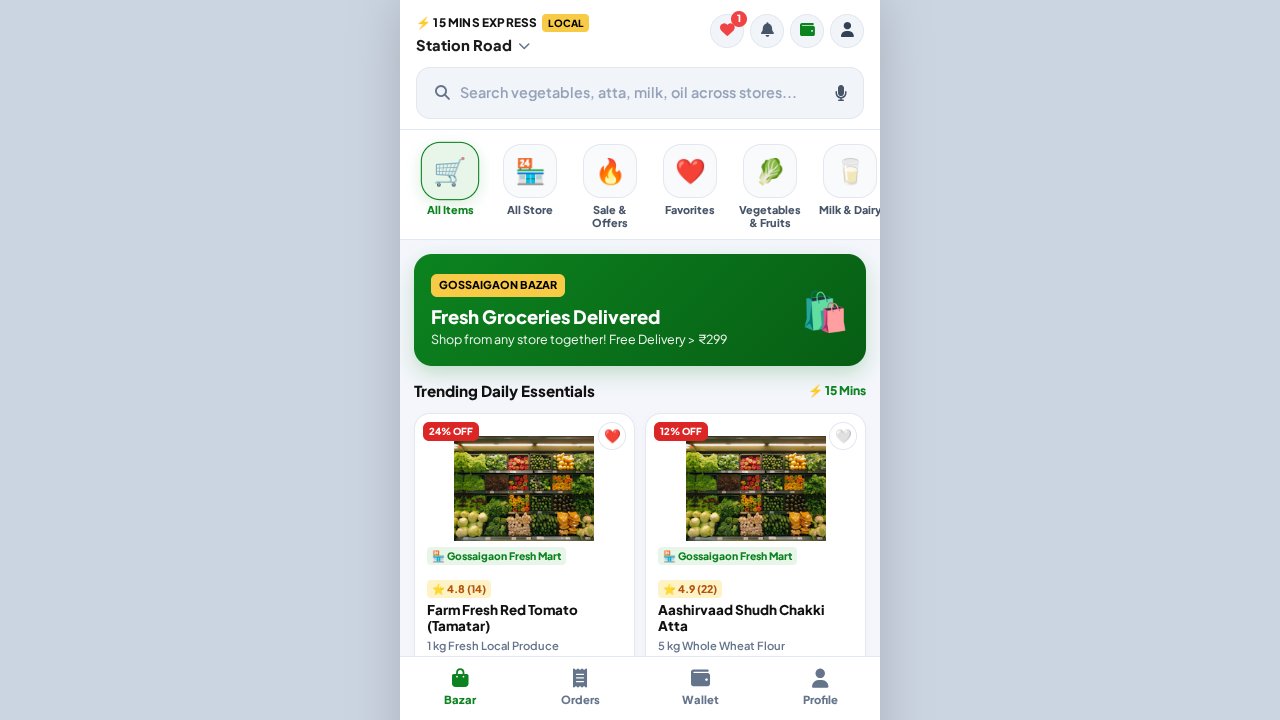 ⚡ 15 MINS EXPRESS LOCAL
1
Station Road
Search vegetables, atta, milk, oil across stores...
All Items
All Store
Sale &
Offers
Favorites
Vegetables
& Fruits
Milk & Dairy
GOSSAIGAON BAZAR
Fresh Groceries Delivered
Shop from any store together! Free Delivery > ₹299
Trending Daily Essentials
⚡ 15 Mins
24% OFF
🏪 Gossaigaon Fresh Mart
⭐ 4.8 (14)
Farm Fresh Red Tomato
(Tamatar)
1 kg Fresh Local Produce
12% OFF
🏪 Gossaigaon Fresh Mart
⭐ 4.9 (22)
Aashirvaad Shudh Chakki
Atta
5 kg Whole Wheat Flour
Bazar
Orders
Wallet
Profile